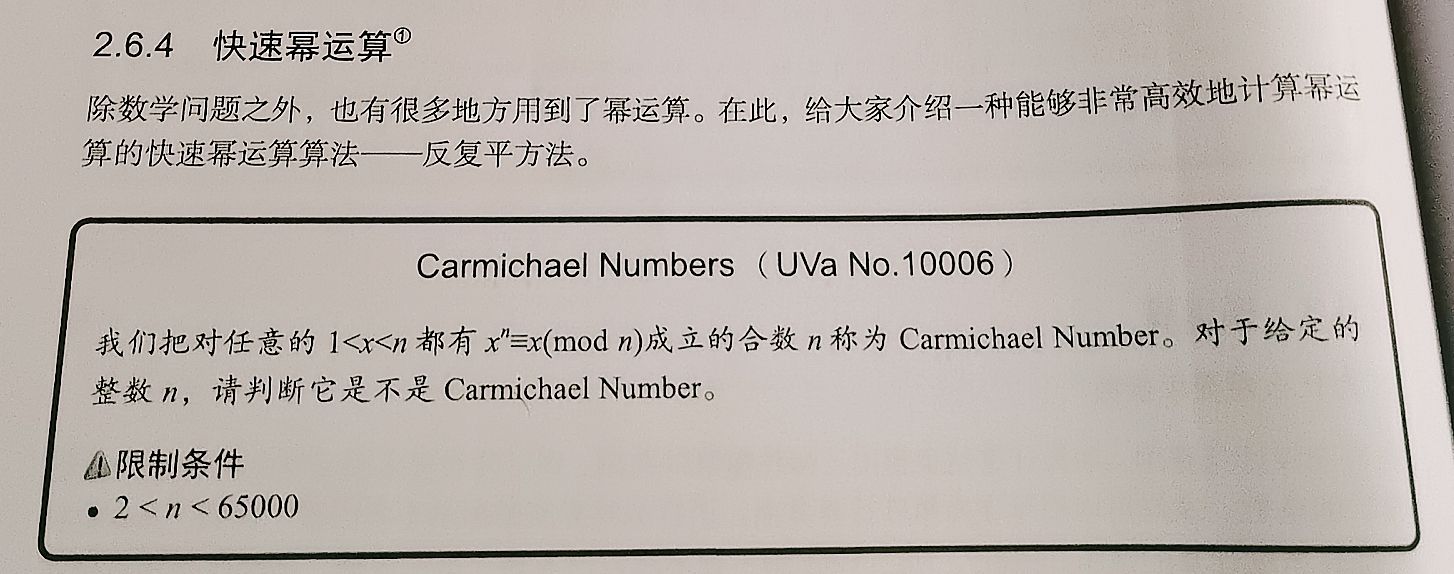 2.6.4 快速幂运算①
除数学问题之外，也有很多地方用到了幂运算。在此，给大家介绍一种能够非常高效地计算幂运
算的快速幂运算算法——反复平方法。
Carmichael Numbers（UVa No.10006）
我们把对任意的 1<x<n 都有 xⁿ≡x(mod n)成立的合数 n 称为 Carmichael Number。对于给定的
整数 n，请判断它是不是 Carmichael Number。
限制条件
• 2 < n < 65000